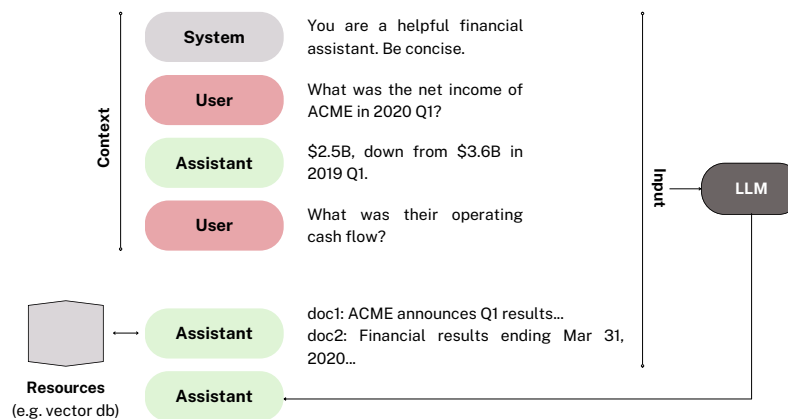 System
You are a helpful financial
assistant. Be concise.
User
What was the net income of
ACME in 2020 Q1?
Context
Assistant
$2.5B, down from $3.6B in
2019 Q1.
Input
LLM
User
What was their operating
cash flow?
Assistant
doc1: ACME announces Q1 results...
doc2: Financial results ending Mar 31,
2020...
Resources
(e.g. vector db)
Assistant